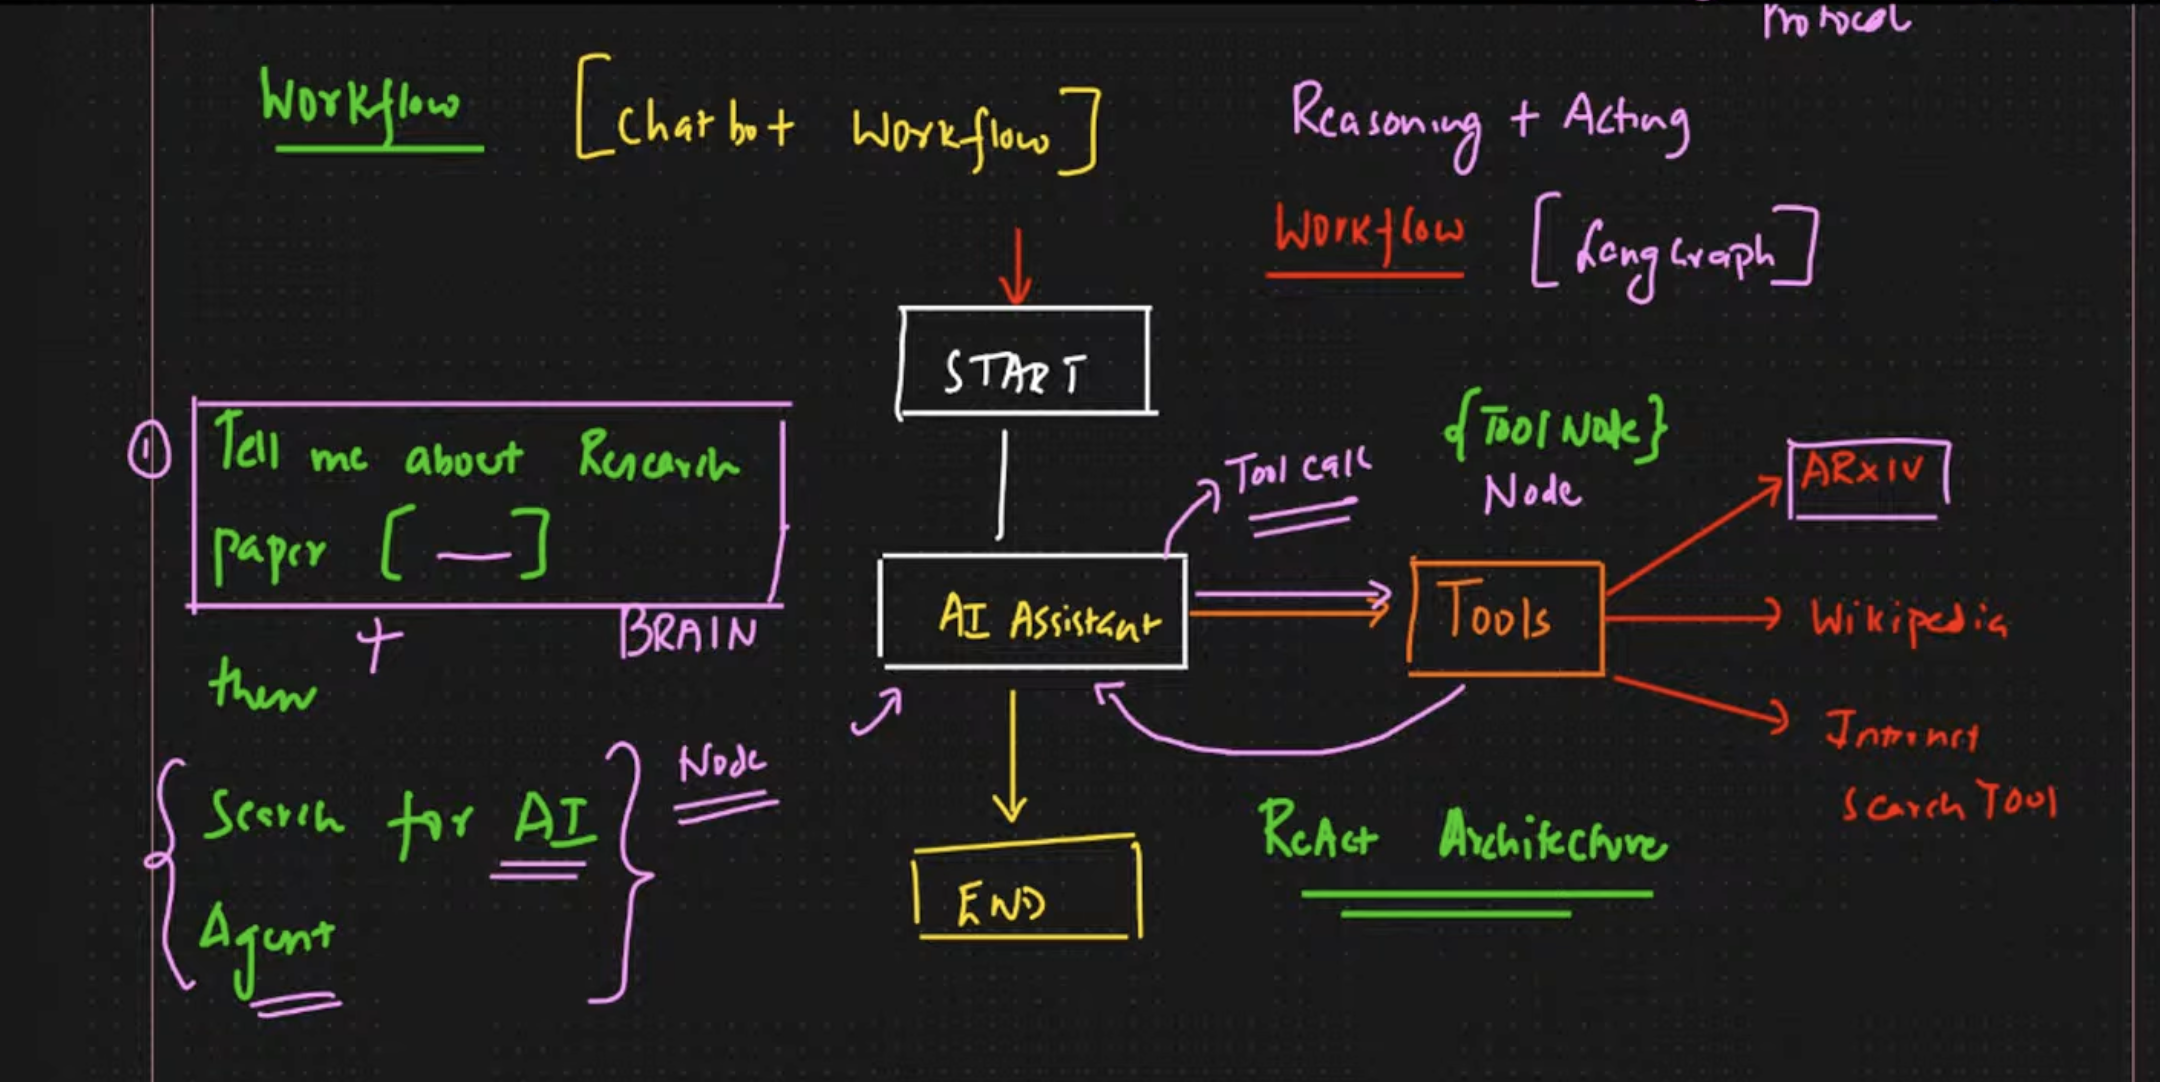 Protocol
Workflow [Chatbot Workflow]
Reasoning + Acting
Workflow [LangGraph]
START
{Tool Node}
Node
① Tell me about Research
paper [ — ]
Tool call
ARXIV
AI Assistant
Tools
Wikipedia
+ BRAIN
then
Internet
Search Tool
Node
{Search for AI
Agent}
ReAct Architecture
END